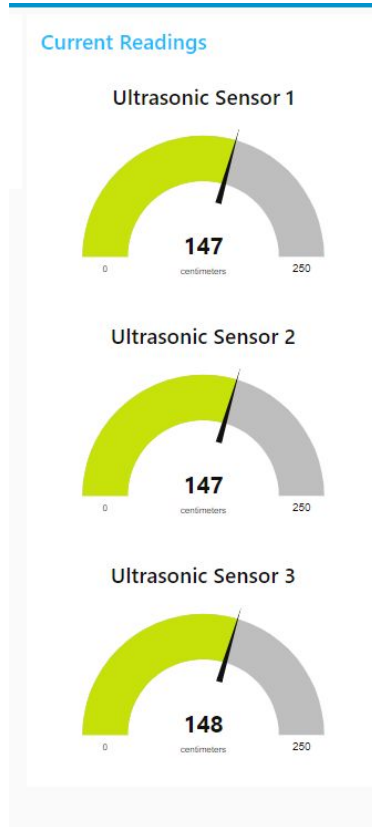 Current Readings
Ultrasonic Sensor 1
147
0 centimeters 250
Ultrasonic Sensor 2
147
0 centimeters 250
Ultrasonic Sensor 3
148
0 centimeters 250